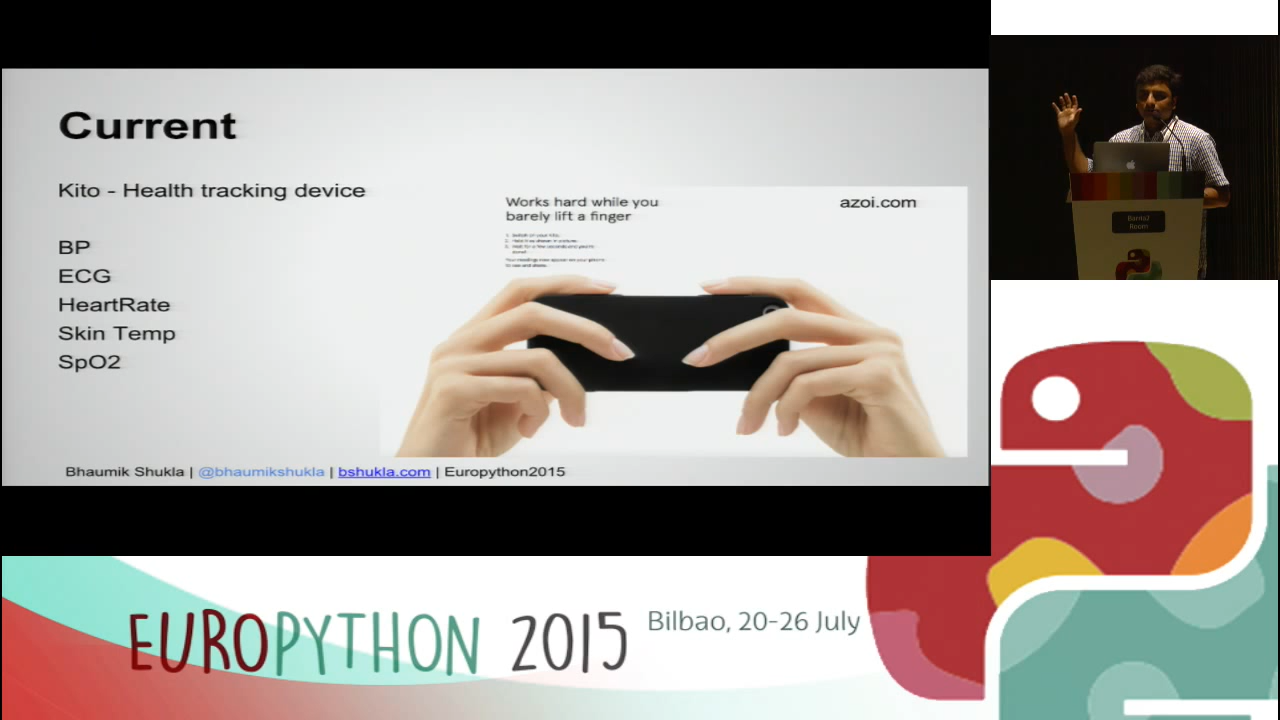 Current
Kito - Health tracking device
BP
ECG
HeartRate
Skin Temp
SpO2
Works hard while you
barely lift a finger
azoi.com
Bhaumik Shukla | @bhaumikshukla | bshukla.com | Europython2015
Room
EUROPYTHON 2015
Bilbao, 20-26 July